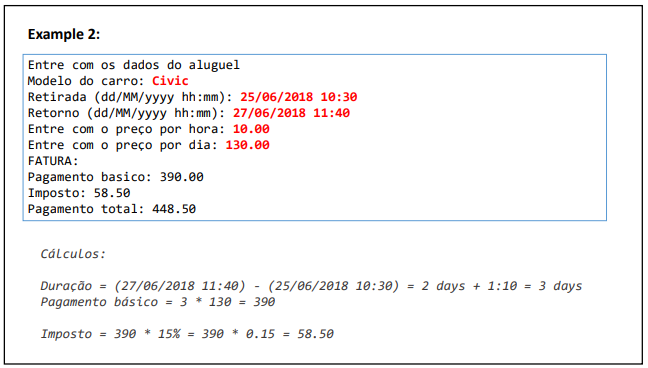 Example 2:
Entre com os dados do aluguel
Modelo do carro: Civic
Retirada (dd/MM/yyyy hh:mm): 25/06/2018 10:30
Retorno (dd/MM/yyyy hh:mm): 27/06/2018 11:40
Entre com o preço por hora: 10.00
Entre com o preço por dia: 130.00
FATURA:
Pagamento basico: 390.00
Imposto: 58.50
Pagamento total: 448.50
Cálculos:
Duração = (27/06/2018 11:40) - (25/06/2018 10:30) = 2 days + 1:10 = 3 days
Pagamento básico = 3 * 130 = 390
Imposto = 390 * 15% = 390 * 0.15 = 58.50